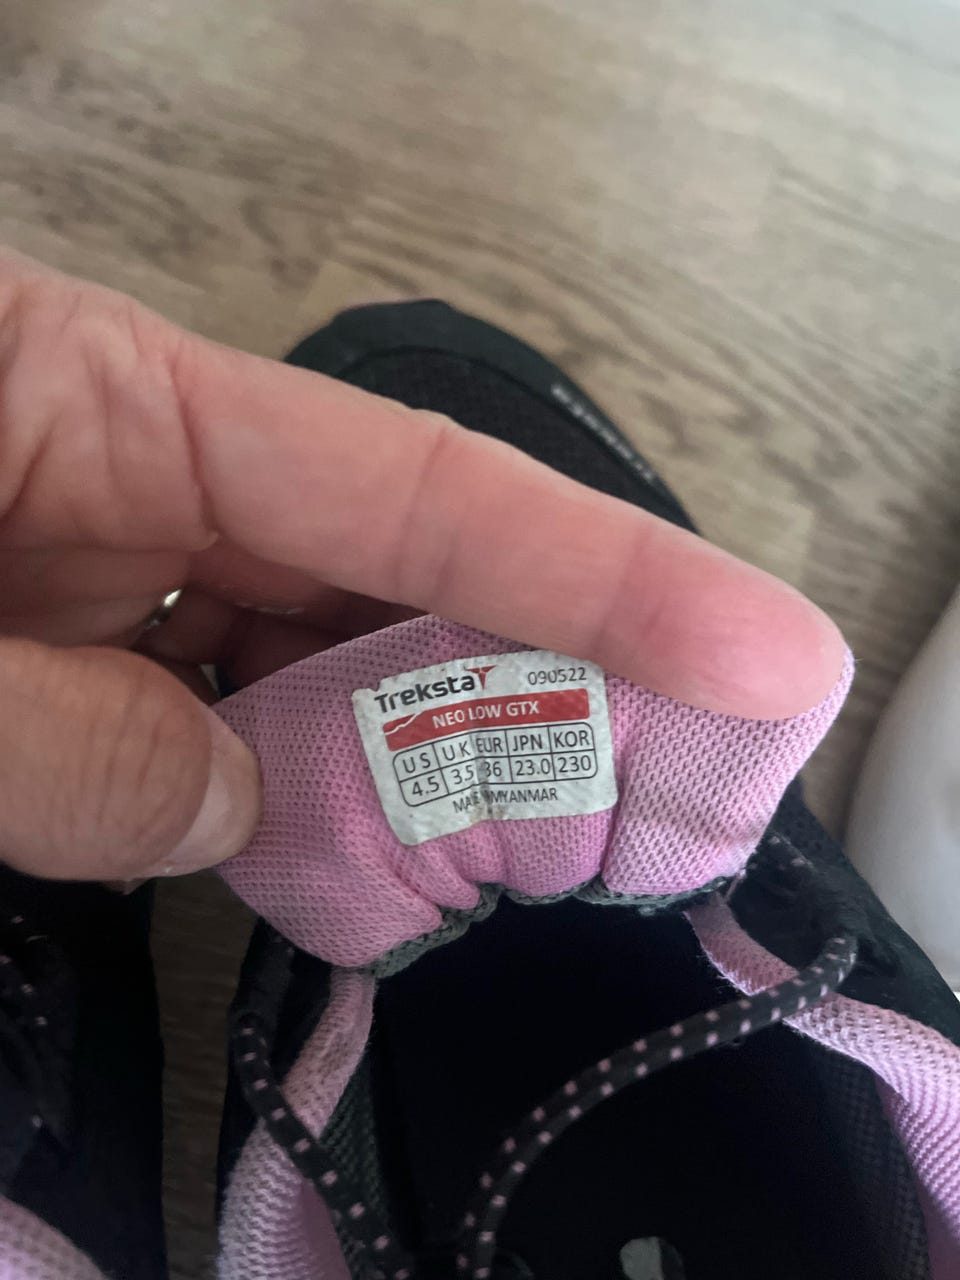 Treksta 090522
NEO LOW GTX
US UK EUR JPN KOR
4.5 3.5 36 23.0 230
MADE MYANMAR